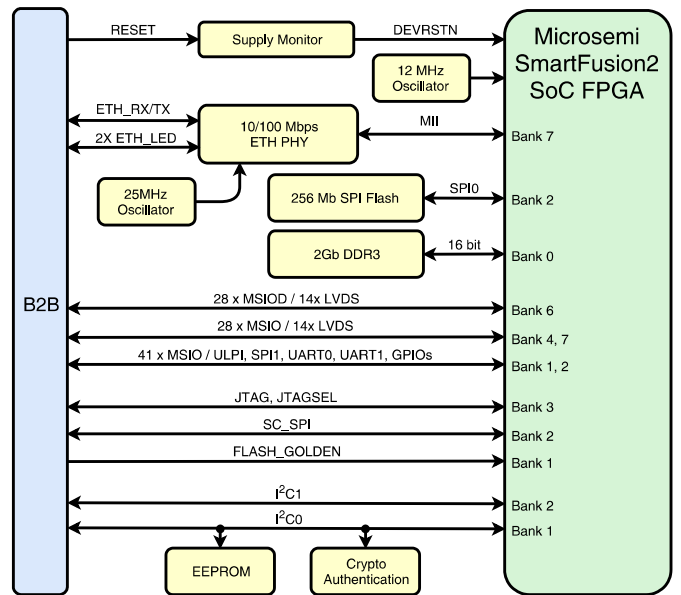 RESET
Supply Monitor
DEVRSTN
Microsemi
SmartFusion2
SoC FPGA
12 MHz
Oscillator
ETH_RX/TX
2X ETH_LED
10/100 Mbps
ETH PHY
MII
Bank 7
25MHz
Oscillator
256 Mb SPI Flash
SPI0
Bank 2
2Gb DDR3
16 bit
Bank 0
B2B
28 x MSIOD / 14x LVDS
Bank 6
28 x MSIO / 14x LVDS
Bank 4, 7
41 x MSIO / ULPI, SPI1, UART0, UART1, GPIOs
Bank 1, 2
JTAG, JTAGSEL
Bank 3
SC_SPI
Bank 2
FLASH_GOLDEN
Bank 1
I²C1
Bank 2
I²C0
Bank 1
EEPROM
Crypto
Authentication